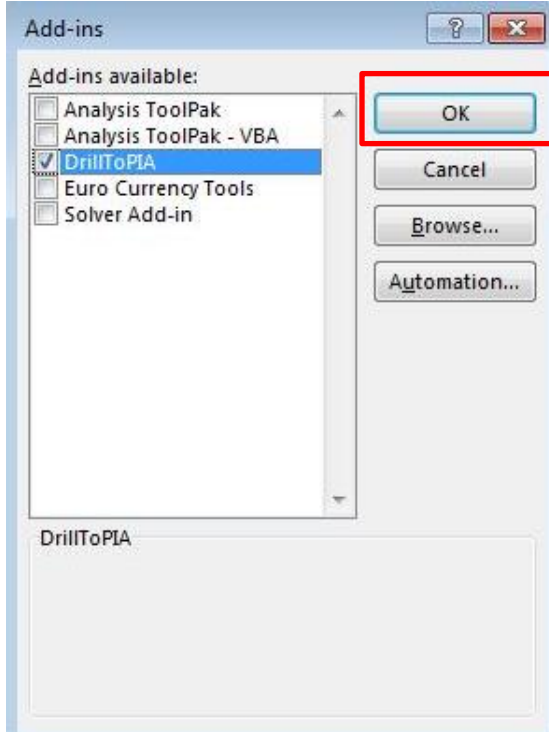 Add-ins
?
Add-ins available:
Analysis ToolPak
Analysis ToolPak - VBA
DrillToPIA
Euro Currency Tools
Solver Add-in
OK
Cancel
Browse...
Automation...
DrillToPIA